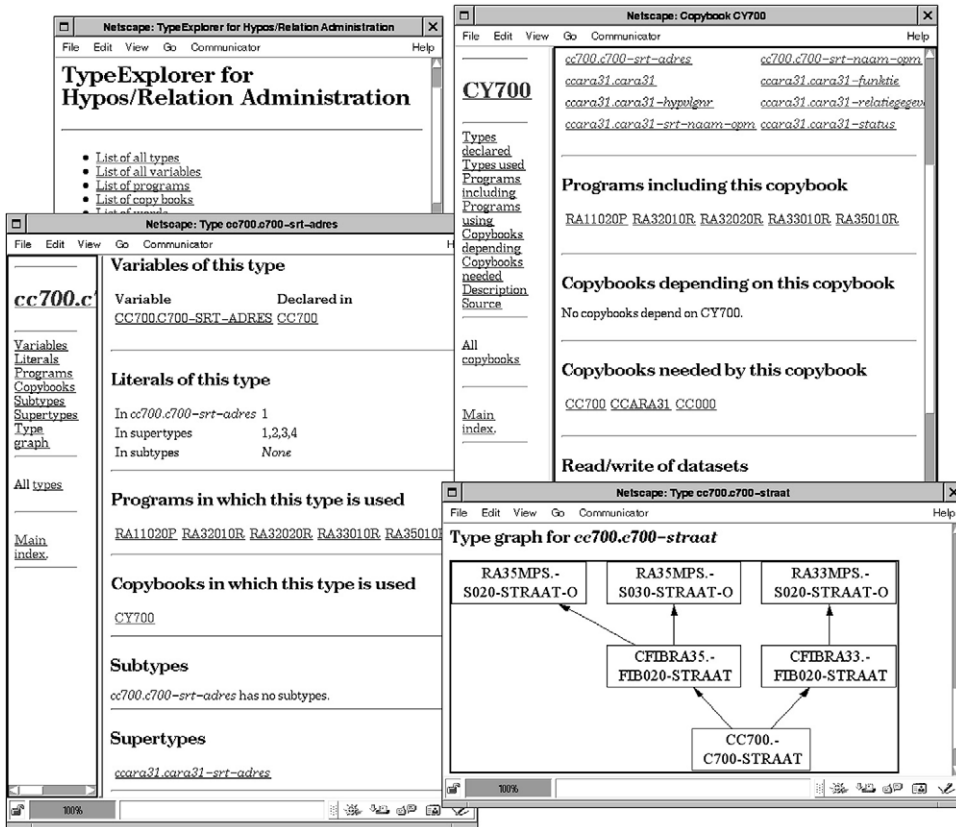 Netscape: TypeExplorer for Hypos/Relation Administration
File Edit View Go Communicator Help
TypeExplorer for
Hypos/Relation Administration
List of all types
List of all variables
List of programs
List of copy books
List of words
Netscape: Copybook CY700
File Edit View Go Communicator Help
CY700
Types
declared
Types used
Programs
including
Programs
using
Copybooks
depending
Copybooks
needed
Description
Source
All
copybooks
Main
index.
cc700.c700-srt-adres cc700.c700-srt-naam-opm
ccara31.cara31 ccara31.cara31-funktie
ccara31.cara31-hypvlgnr ccara31.cara31-relatiegegev
ccara31.cara31-srt-naam-opm ccara31.cara31-status
Programs including this copybook
RA11020P RA32010R RA32020R RA33010R RA35010R
Copybooks depending on this copybook
No copybooks depend on CY700.
Copybooks needed by this copybook
CC700 CCARA31 CC000
Read/write of datasets
Netscape: Type cc700.c700-srt-adres
File Edit View Go Communicator H
cc700.c'
Variables
Literals
Programs
Copybooks
Subtypes
Supertypes
Type
graph
All types
Main
index.
Variables of this type
Variable Declared in
CC700.C700-SRT-ADRES CC700
Literals of this type
In cc700.c700-srt-adres 1
In supertypes 1,2,3,4
In subtypes None
Programs in which this type is used
RA11020P RA32010R RA32020R RA33010R RA35010R
Copybooks in which this type is used
CY700
Subtypes
cc700.c700-srt-adres has no subtypes.
Supertypes
ccara31.cara31-srt-adres
100%
Netscape: Type cc700.c700-straat
File Edit View Go Communicator Help
Type graph for cc700.c700-straat
RA35MPS.-
S020-STRAAT-O
RA35MPS.-
S030-STRAAT-O
RA33MPS.-
S020-STRAAT-O
CFIBRA35.-
FIB020-STRAAT
CFIBRA33.-
FIB020-STRAAT
CC700.-
C700-STRAAT
100%